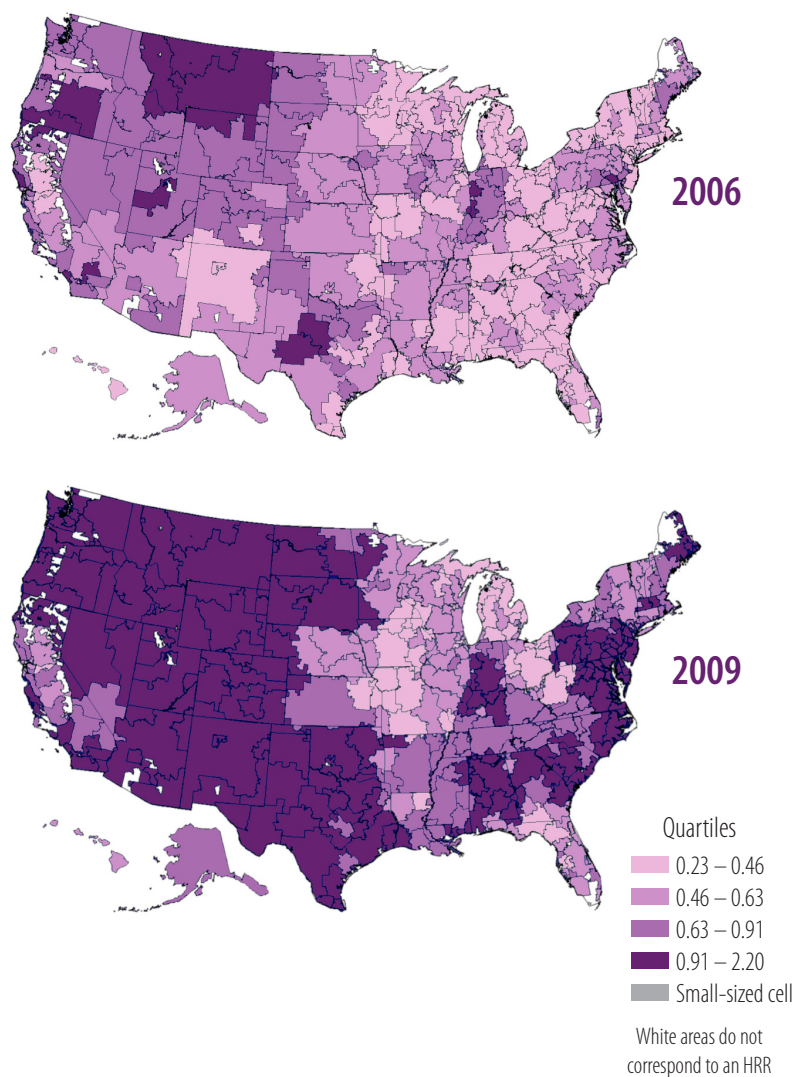 2006
2009
Quartiles
0.23 – 0.46
0.46 – 0.63
0.63 – 0.91
0.91 – 2.20
Small-sized cell
White areas do not
correspond to an HRR